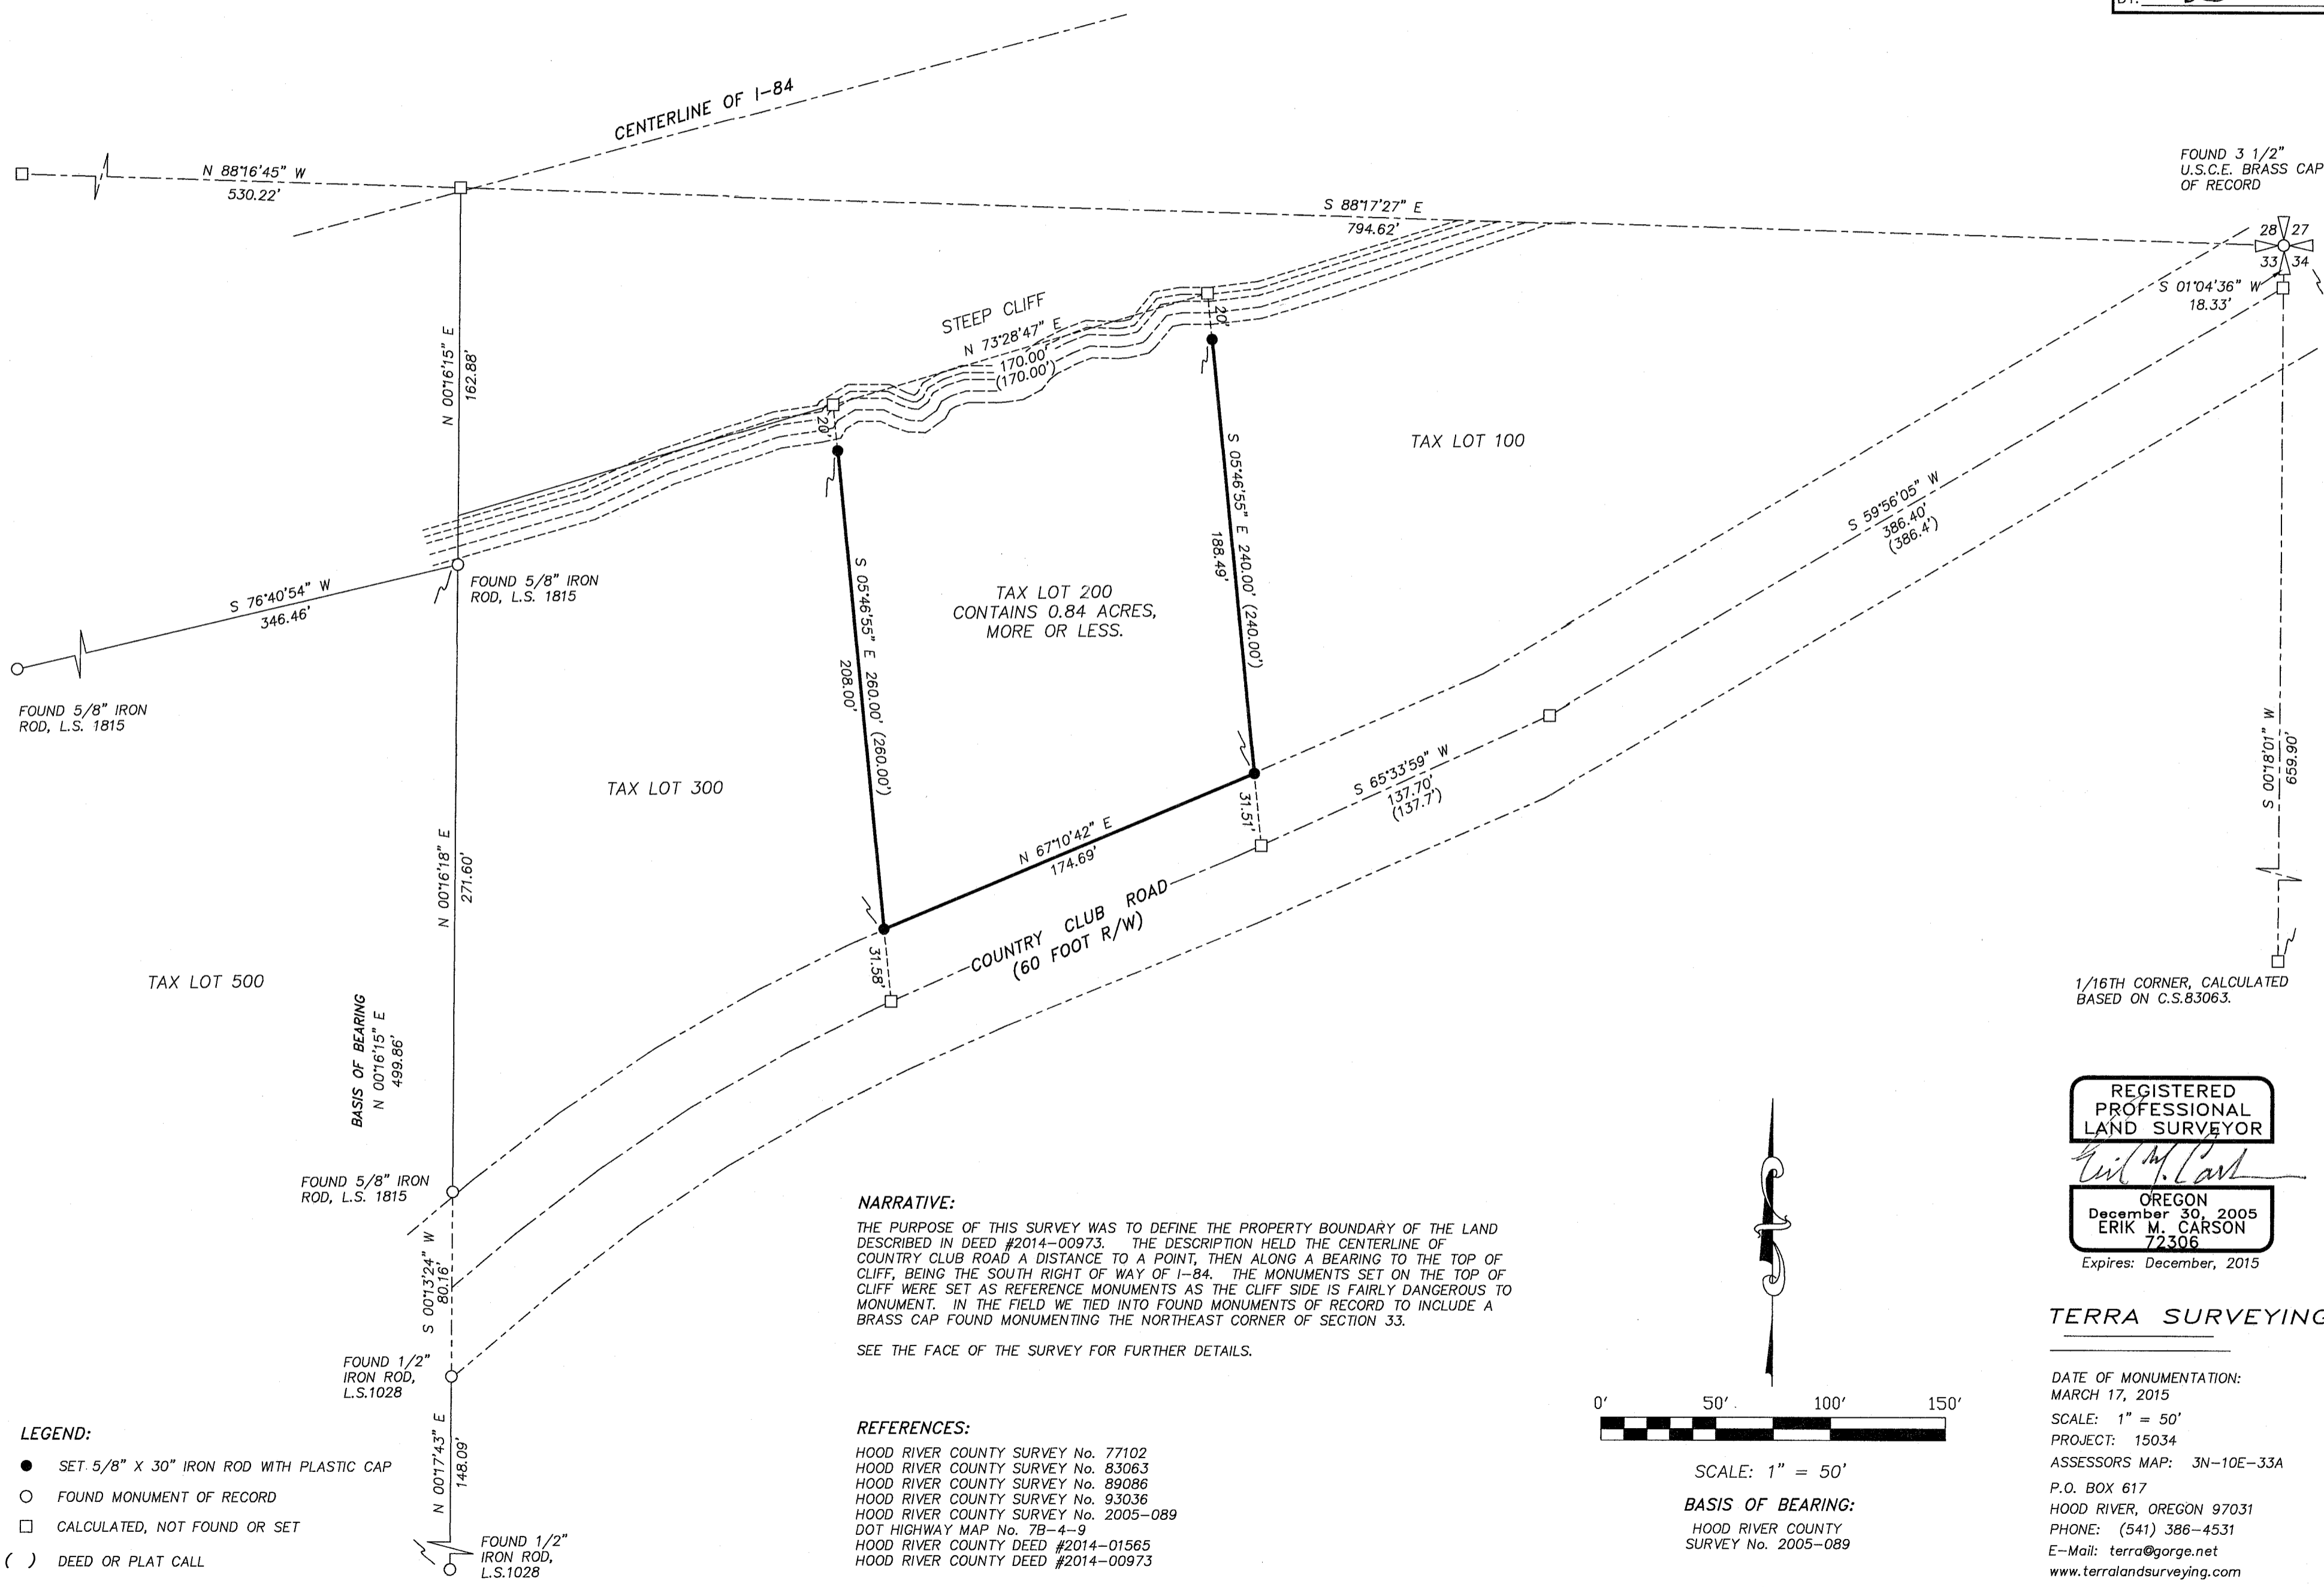 BY:
CENTERLINE OF I-84
N 88°16'45" W
530.22'
S 88°17'27" E
794.62'
FOUND 3 1/2"
U.S.C.E. BRASS CAP
OF RECORD
28 27
33 34
S 01°04'36" W
18.33'
N 00°16'15" E
162.88'
STEEP CLIFF
N 73°28'47" E
170.00'
(170.00')
20'
20'
TAX LOT 100
S 05°46'55" E 240.00' (240.00')
188.49'
S 59°56'05" W
386.40'
(386.4')
S 76°40'54" W
346.46'
FOUND 5/8" IRON
ROD, L.S. 1815
FOUND 5/8" IRON
ROD, L.S. 1815
S 05°46'55" E 260.00' (260.00')
208.00'
TAX LOT 200
CONTAINS 0.84 ACRES,
MORE OR LESS.
TAX LOT 300
S 65°33'59" W
137.70'
(137.7')
31.51'
N 67°10'42" E
174.69'
31.58'
COUNTRY CLUB ROAD
(60 FOOT R/W)
S 00°18'01" W
659.90'
N 00°16'18" E
271.60'
TAX LOT 500
1/16TH CORNER, CALCULATED
BASED ON C.S.83063.
BASIS OF BEARING
N 00°16'15" E
499.86'
FOUND 5/8" IRON
ROD, L.S. 1815
S 00°13'24" W
80.16'
FOUND 1/2"
IRON ROD,
L.S.1028
N 00°17'43" E
148.09'
FOUND 1/2"
IRON ROD,
L.S.1028
LEGEND:
SET 5/8" X 30" IRON ROD WITH PLASTIC CAP
FOUND MONUMENT OF RECORD
CALCULATED, NOT FOUND OR SET
( ) DEED OR PLAT CALL
NARRATIVE:
THE PURPOSE OF THIS SURVEY WAS TO DEFINE THE PROPERTY BOUNDARY OF THE LAND
DESCRIBED IN DEED #2014-00973. THE DESCRIPTION HELD THE CENTERLINE OF
COUNTRY CLUB ROAD A DISTANCE TO A POINT, THEN ALONG A BEARING TO THE TOP OF
CLIFF, BEING THE SOUTH RIGHT OF WAY OF I-84. THE MONUMENTS SET ON THE TOP OF
CLIFF WERE SET AS REFERENCE MONUMENTS AS THE CLIFF SIDE IS FAIRLY DANGEROUS TO
MONUMENT. IN THE FIELD WE TIED INTO FOUND MONUMENTS OF RECORD TO INCLUDE A
BRASS CAP FOUND MONUMENTING THE NORTHEAST CORNER OF SECTION 33.
SEE THE FACE OF THE SURVEY FOR FURTHER DETAILS.
REFERENCES:
HOOD RIVER COUNTY SURVEY No. 77102
HOOD RIVER COUNTY SURVEY No. 83063
HOOD RIVER COUNTY SURVEY No. 89086
HOOD RIVER COUNTY SURVEY No. 93036
HOOD RIVER COUNTY SURVEY No. 2005-089
DOT HIGHWAY MAP No. 7B-4-9
HOOD RIVER COUNTY DEED #2014-01565
HOOD RIVER COUNTY DEED #2014-00973
0' 50' 100' 150'
SCALE: 1" = 50'
BASIS OF BEARING:
HOOD RIVER COUNTY
SURVEY No. 2005-089
REGISTERED
PROFESSIONAL
LAND SURVEYOR
Erik M. Carson
OREGON
December 30, 2005
ERIK M. CARSON
72306
Expires: December, 2015
TERRA SURVEYING
DATE OF MONUMENTATION:
MARCH 17, 2015
SCALE: 1" = 50'
PROJECT: 15034
ASSESSORS MAP: 3N-10E-33A
P.O. BOX 617
HOOD RIVER, OREGON 97031
PHONE: (541) 386-4531
E-Mail: terra@gorge.net
www.terralandsurveying.com